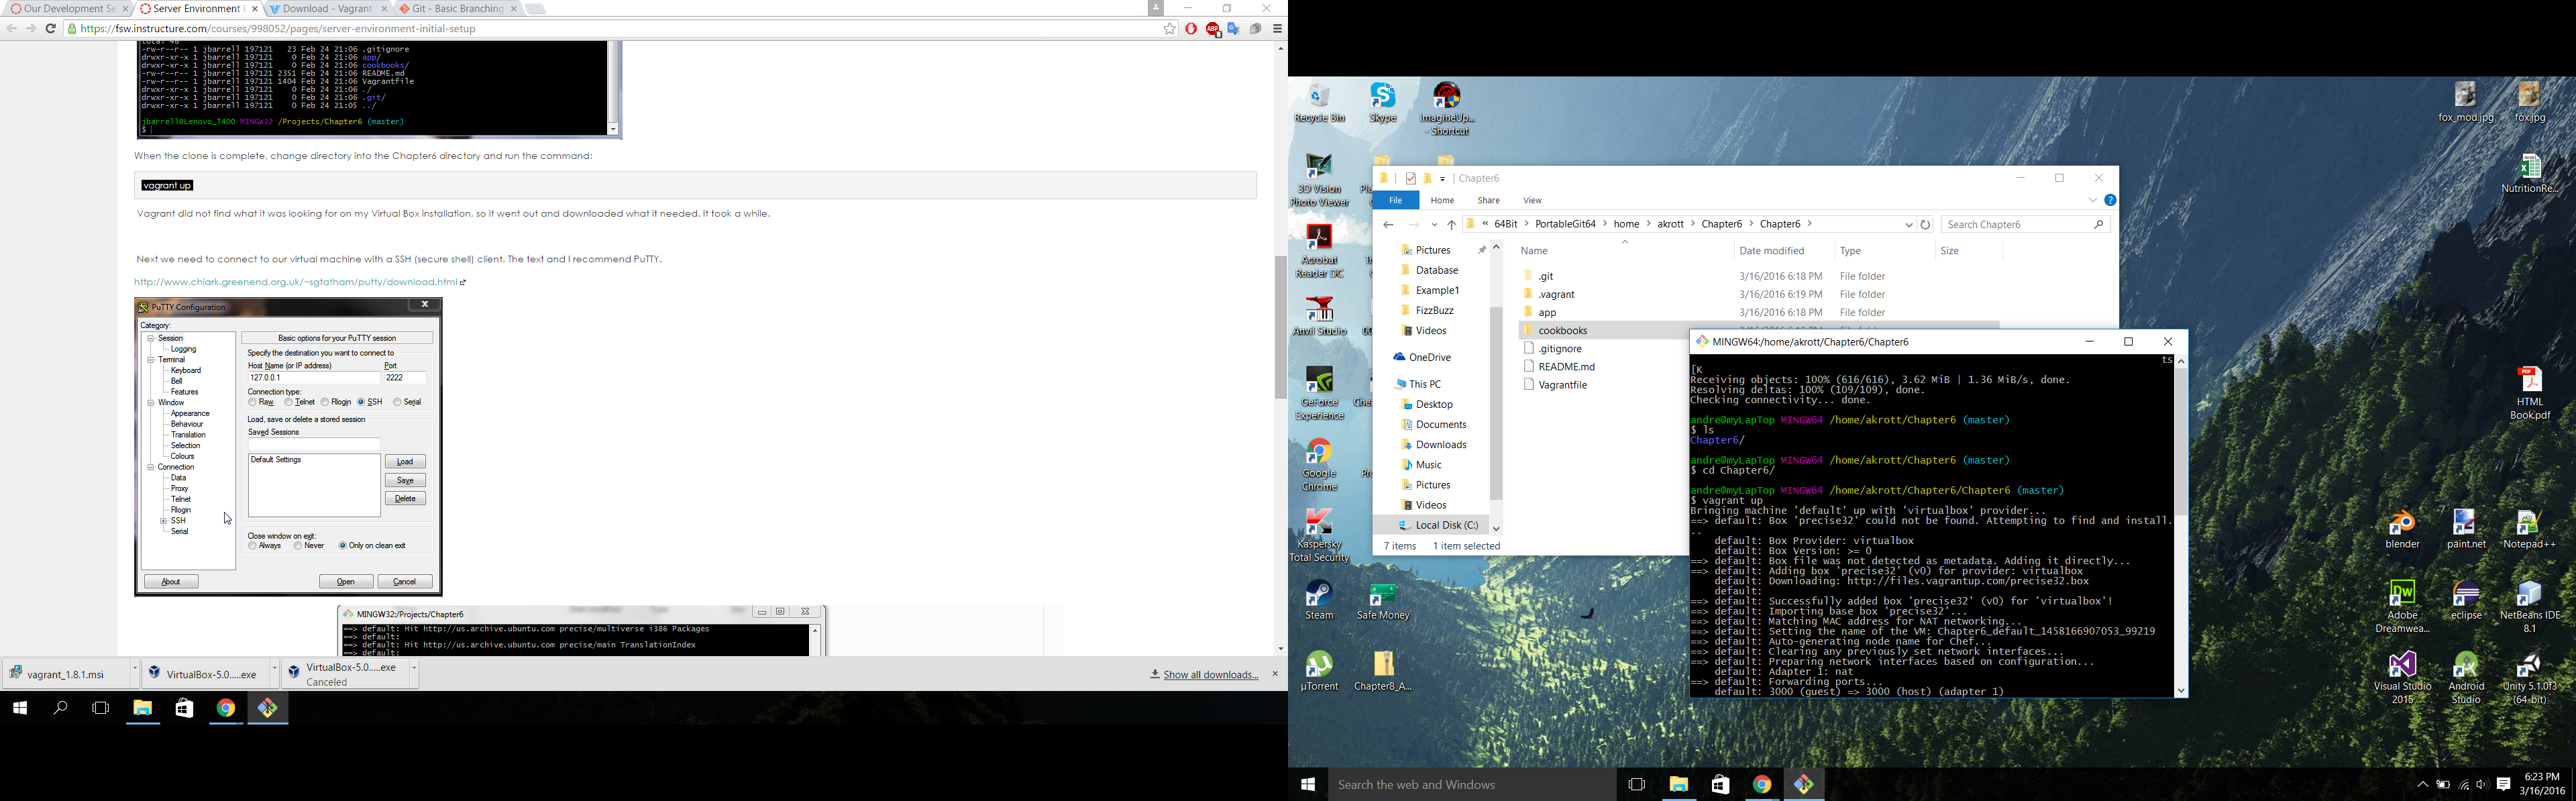 Our Development Se
Server Environment I
Download - Vagrant b
Git - Basic Branching
https://fsw.instructure.com/courses/998052/pages/server-environment-initial-setup
total 48
-rw-r--r-- 1 jbarrell 197121 23 Feb 24 21:06 .gitignore
drwxr-xr-x 1 jbarrell 197121 0 Feb 24 21:06 app/
drwxr-xr-x 1 jbarrell 197121 0 Feb 24 21:06 cookbooks/
-rw-r--r-- 1 jbarrell 197121 2351 Feb 24 21:06 README.md
-rw-r--r-- 1 jbarrell 197121 1404 Feb 24 21:06 Vagrantfile
drwxr-xr-x 1 jbarrell 197121 0 Feb 24 21:06 ./
drwxr-xr-x 1 jbarrell 197121 0 Feb 24 21:06 .git/
drwxr-xr-x 1 jbarrell 197121 0 Feb 24 21:05 ../
jbarrell@Lenovo_T400 MINGW32 /Projects/Chapter6 (master)
$
When the clone is complete, change directory into the Chapter6 directory and run the command:
vagrant up
Vagrant did not find what it was looking for on my Virtual Box installation, so it went out and downloaded what it needed. It took a while.
Next we need to connect to our virtual machine with a SSH (secure shell) client. The text and I recommend PuTTY.
http://www.chiark.greenend.org.uk/~sgtatham/putty/download.html
PuTTY Configuration
Category:
Session
Logging
Terminal
Keyboard
Bell
Features
Window
Appearance
Behaviour
Translation
Selection
Colours
Connection
Data
Proxy
Telnet
Rlogin
SSH
Serial
Basic options for your PuTTY session
Specify the destination you want to connect to
Host Name (or IP address) Port
127.0.0.1 2222
Connection type:
Raw Telnet Rlogin SSH Serial
Load, save or delete a stored session
Saved Sessions
Default Settings
Load
Save
Delete
Close window on exit:
Always Never Only on clean exit
About Open Cancel
MINGW32:/Projects/Chapter6
==> default: Hit http://us.archive.ubuntu.com precise/multiverse i386 Packages
==> default:
==> default: Hit http://us.archive.ubuntu.com precise/main TranslationIndex
==> default:
vagrant_1.8.1.msi
VirtualBox-5.0.....exe
VirtualBox-5.0.....exe
Canceled
Show all downloads...
Recycle Bin
Skype
ImagineUp...
- Shortcut
3D Vision
Photo Viewer
Acrobat
Reader DC
Anvil Studio
GeForce
Experience
Google
Chrome
Kaspersky
Total Security
Steam
Safe Money
µTorrent
Chapter8_A...
Chapter6
File Home Share View
« 64Bit > PortableGit64 > home > akrott > Chapter6 > Chapter6 >
Search Chapter6
Pictures
Database
Example1
FizzBuzz
Videos
OneDrive
This PC
Desktop
Documents
Downloads
Music
Pictures
Videos
Local Disk (C:)
Name Date modified Type Size
.git 3/16/2016 6:18 PM File folder
.vagrant 3/16/2016 6:19 PM File folder
app 3/16/2016 6:18 PM File folder
cookbooks
.gitignore
README.md
Vagrantfile
7 items 1 item selected
MINGW64:/home/akrott/Chapter6/Chapter6
ts
[K
Receiving objects: 100% (616/616), 3.62 MiB | 1.36 MiB/s, done.
Resolving deltas: 100% (109/109), done.
Checking connectivity... done.
andre@myLapTop MINGW64 /home/akrott/Chapter6 (master)
$ ls
Chapter6/
andre@myLapTop MINGW64 /home/akrott/Chapter6 (master)
$ cd Chapter6/
andre@myLapTop MINGW64 /home/akrott/Chapter6/Chapter6 (master)
$ vagrant up
Bringing machine 'default' up with 'virtualbox' provider...
==> default: Box 'precise32' could not be found. Attempting to find and install.
..
default: Box Provider: virtualbox
default: Box Version: >= 0
==> default: Box file was not detected as metadata. Adding it directly...
==> default: Adding box 'precise32' (v0) for provider: virtualbox
default: Downloading: http://files.vagrantup.com/precise32.box
default:
==> default: Successfully added box 'precise32' (v0) for 'virtualbox'!
==> default: Importing base box 'precise32'...
==> default: Matching MAC address for NAT networking...
==> default: Setting the name of the VM: Chapter6_default_1458166907053_99219
==> default: Auto-generating node name for Chef...
==> default: Clearing any previously set network interfaces...
==> default: Preparing network interfaces based on configuration...
default: Adapter 1: nat
==> default: Forwarding ports...
default: 3000 (guest) => 3000 (host) (adapter 1)
fox_mod.jpg
fox.jpg
NutritionRe...
HTML
Book.pdf
blender
paint.net
Notepad++
Adobe
Dreamwea...
eclipse
NetBeans IDE
8.1
Visual Studio
2015
Android
Studio
Unity 5.1.0f3
(64-bit)
Search the web and Windows
6:23 PM
3/16/2016